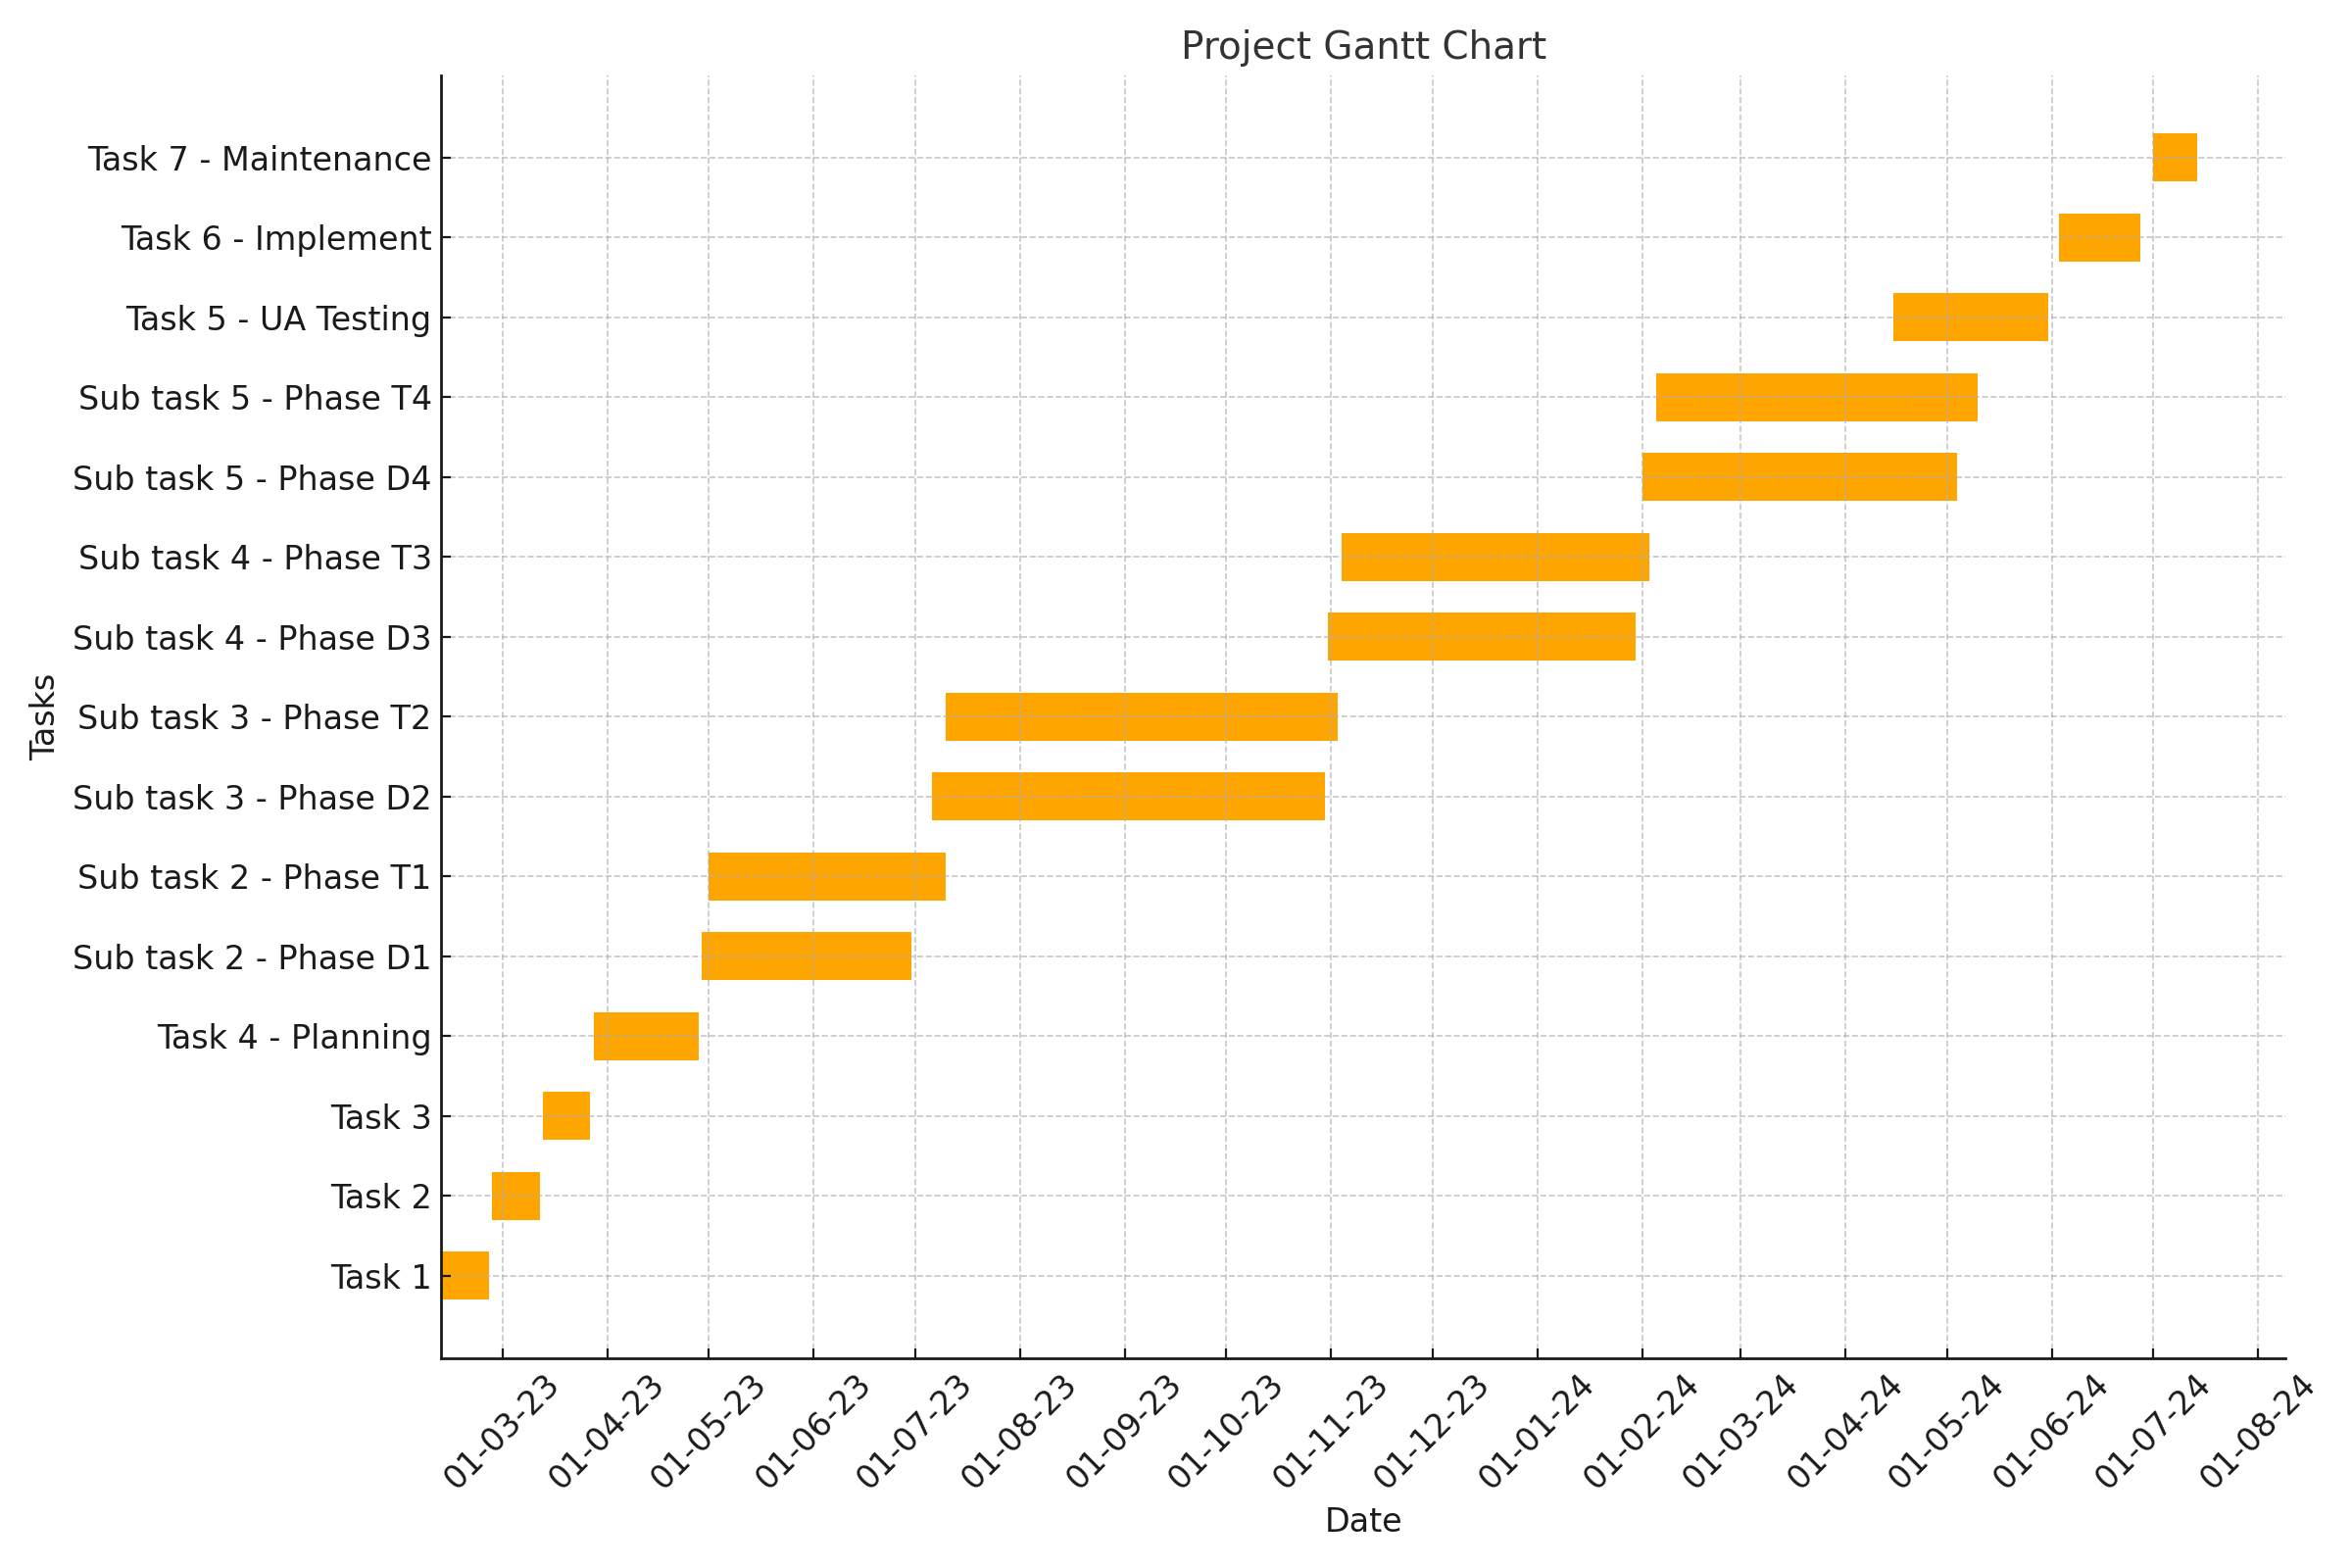 Project Gantt Chart
Task 7 - Maintenance
Task 6 - Implement
Task 5 - UA Testing
Sub task 5 - Phase T4
Sub task 5 - Phase D4
Sub task 4 - Phase T3
Sub task 4 - Phase D3
Sub task 3 - Phase T2
Sub task 3 - Phase D2
Sub task 2 - Phase T1
Sub task 2 - Phase D1
Task 4 - Planning
Task 3
Task 2
Task 1
Tasks
01-03-23
01-04-23
01-05-23
01-06-23
01-07-23
01-08-23
01-09-23
01-10-23
01-11-23
01-12-23
01-01-24
01-02-24
01-03-24
01-04-24
01-05-24
01-06-24
01-07-24
01-08-24
Date